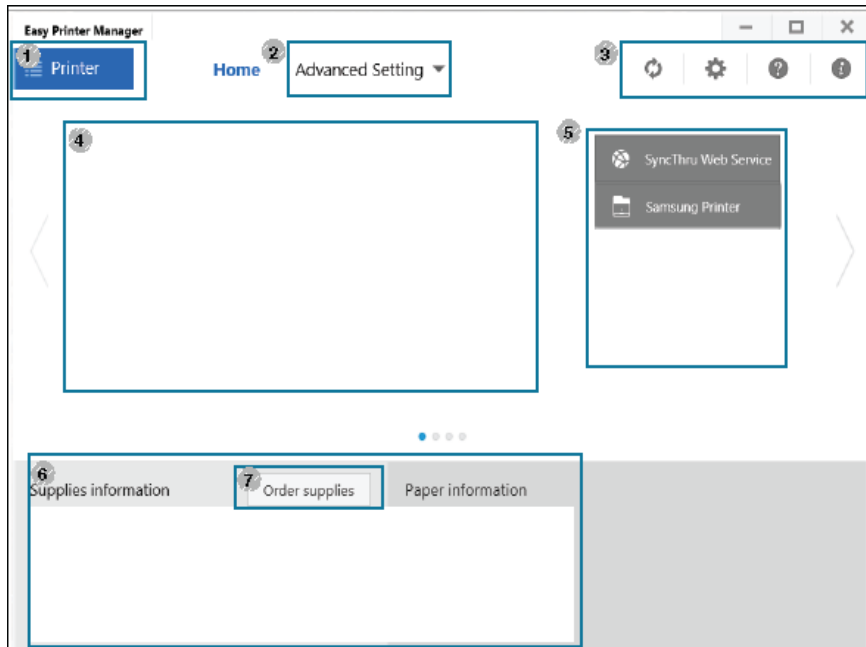 Easy Printer Manager
1
Printer
Home
2
Advanced Setting
3
4
5
SyncThru Web Service
Samsung Printer
6
Supplies information
7
Order supplies
Paper information